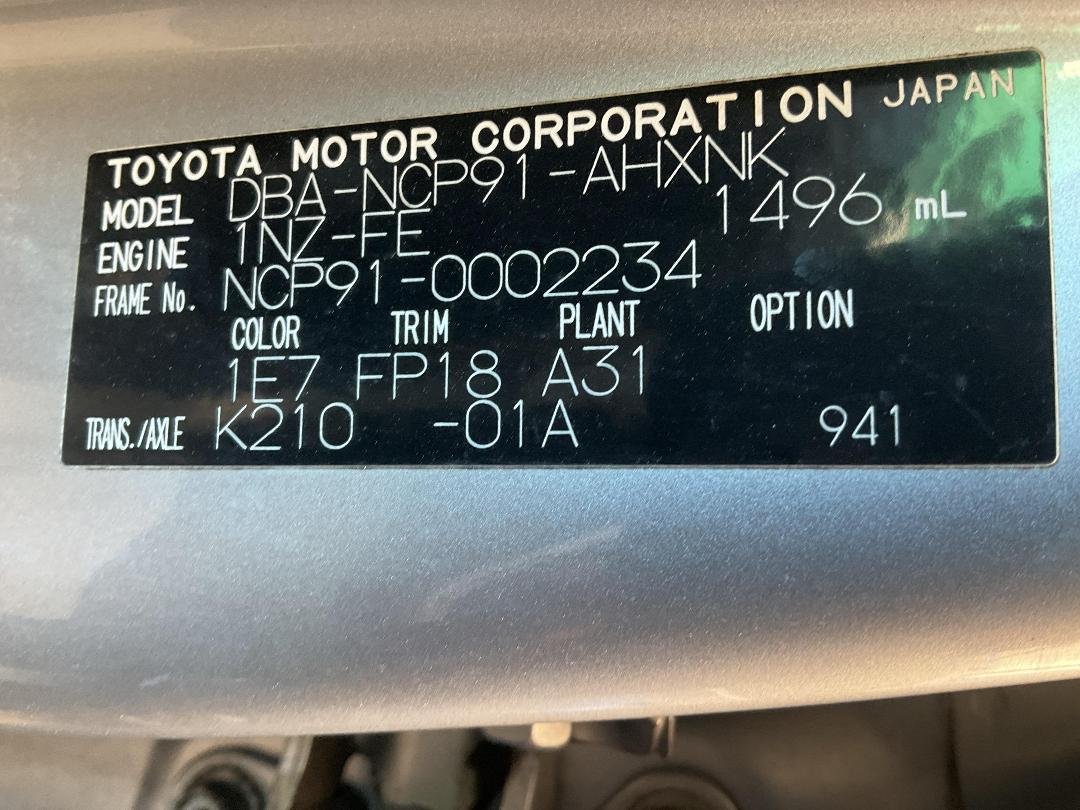 TOYOTA MOTOR CORPORATION JAPAN
MODEL DBA-NCP91-AHXNK
ENGINE 1NZ-FE 1496 mL
FRAME No. NCP91-0002234
COLOR TRIM PLANT OPTION
1E7 FP18 A31
TRANS./AXLE K210 -01A 941